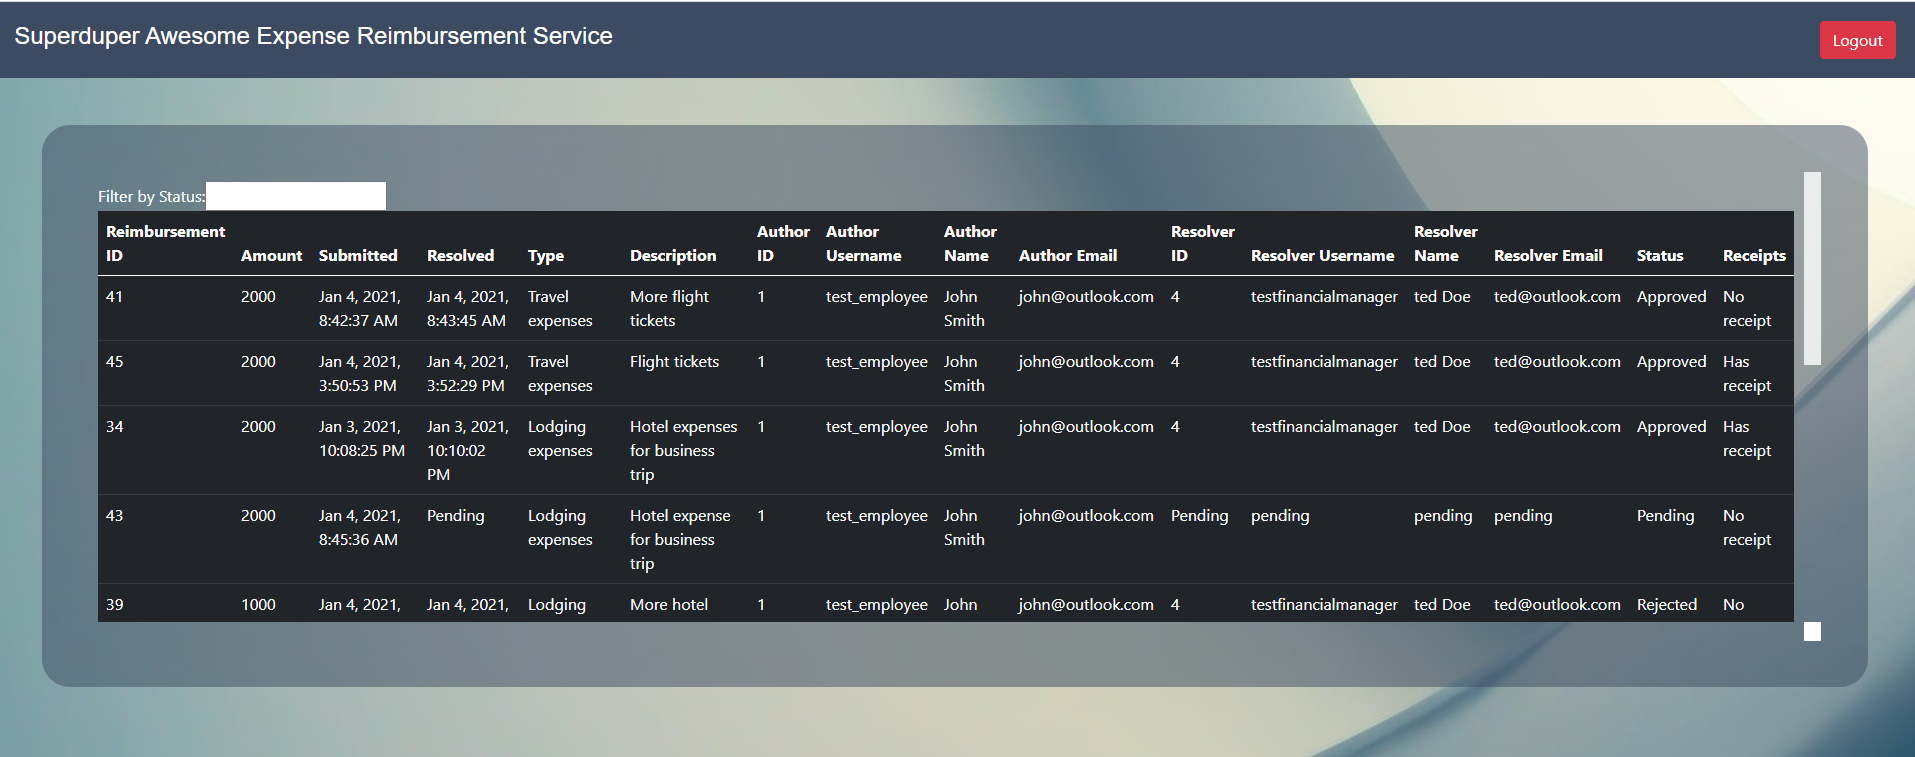 Superduper Awesome Expense Reimbursement Service
Logout
Filter by Status:
Reimbursement ID Amount Submitted Resolved Type Description Author ID Author Username Author Name Author Email Resolver ID Resolver Username Resolver Name Resolver Email Status Receipts
41 2000 Jan 4, 2021, 8:42:37 AM Jan 4, 2021, 8:43:45 AM Travel expenses More flight tickets 1 test_employee John Smith john@outlook.com 4 testfinancialmanager ted Doe ted@outlook.com Approved No receipt
45 2000 Jan 4, 2021, 3:50:53 PM Jan 4, 2021, 3:52:29 PM Travel expenses Flight tickets 1 test_employee John Smith john@outlook.com 4 testfinancialmanager ted Doe ted@outlook.com Approved Has receipt
34 2000 Jan 3, 2021, 10:08:25 PM Jan 3, 2021, 10:10:02 PM Lodging expenses Hotel expenses for business trip 1 test_employee John Smith john@outlook.com 4 testfinancialmanager ted Doe ted@outlook.com Approved Has receipt
43 2000 Jan 4, 2021, 8:45:36 AM Pending Lodging expenses Hotel expense for business trip 1 test_employee John Smith john@outlook.com Pending pending pending pending Pending No receipt
39 1000 Jan 4, 2021, Jan 4, 2021, Lodging More hotel 1 test_employee John john@outlook.com 4 testfinancialmanager ted Doe ted@outlook.com Rejected No